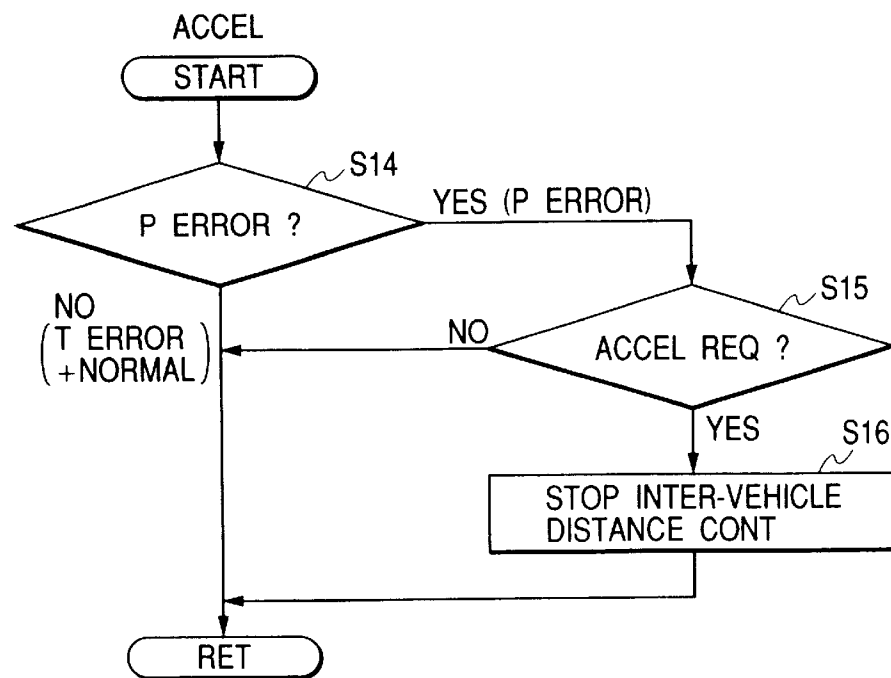 ACCEL
START
S14
P ERROR ?
YES (P ERROR)
S15
ACCEL REQ ?
NO
NO
(T ERROR
+NORMAL)
YES
S16
STOP INTER-VEHICLE
DISTANCE CONT
RET